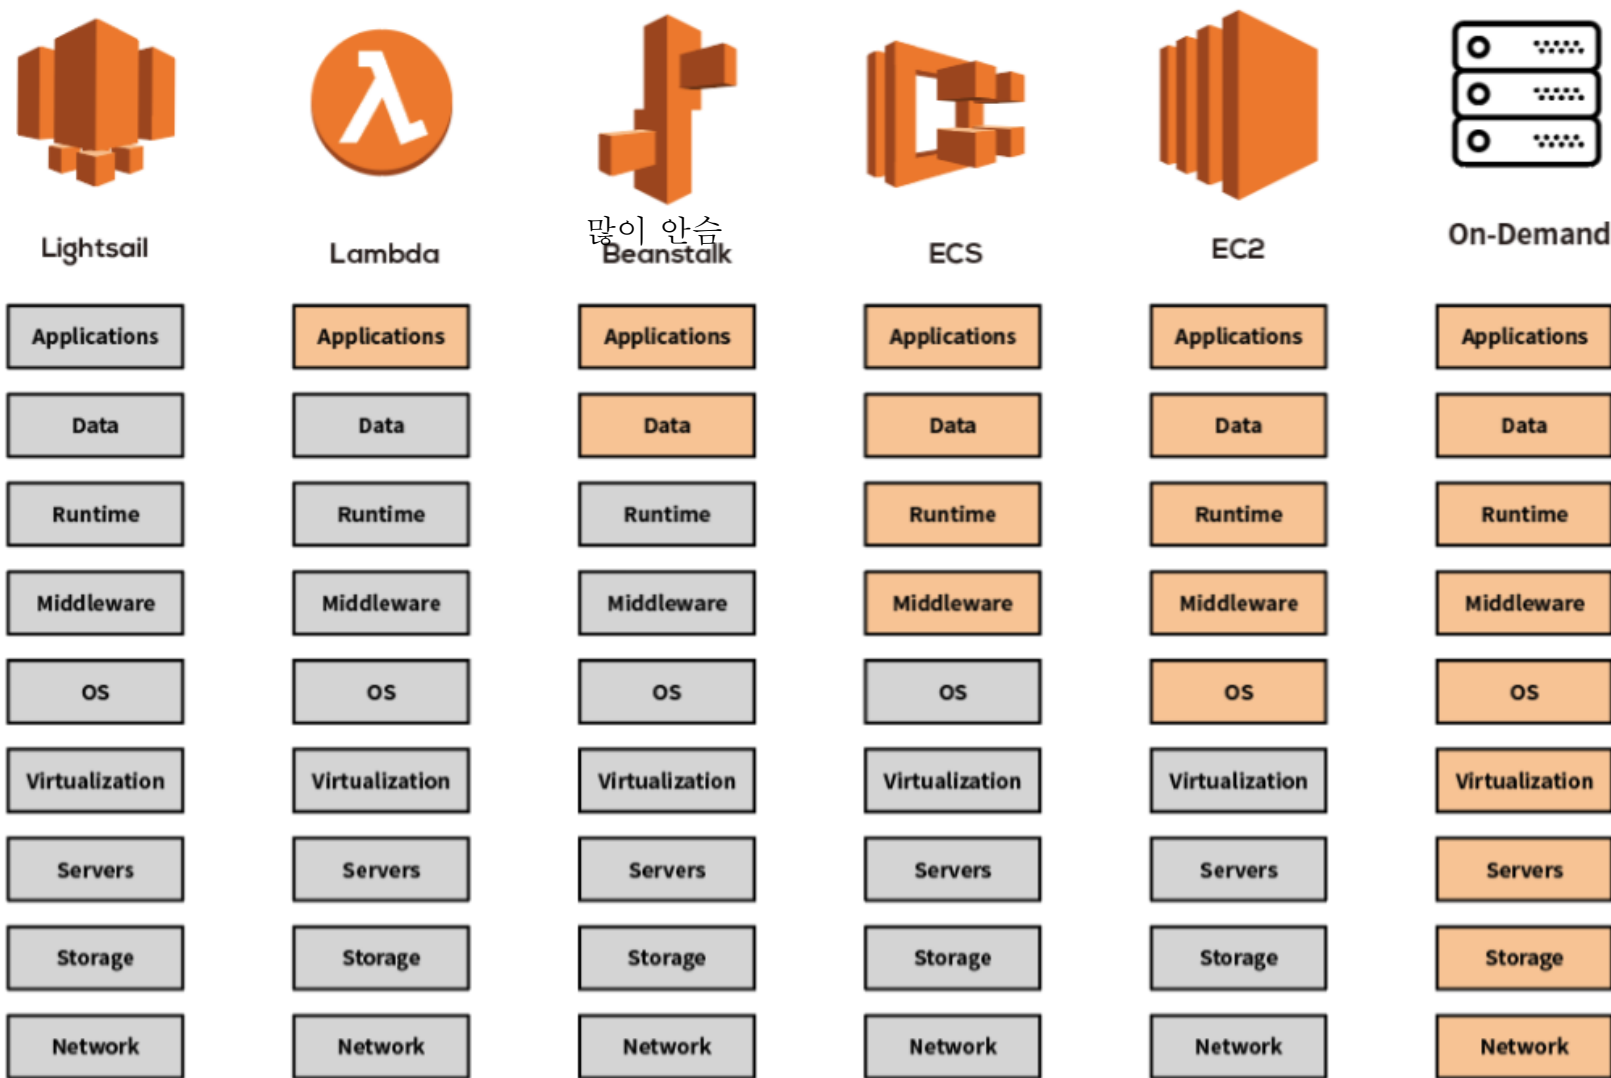 Lightsail
Lambda
많이 안슴
Beanstalk
ECS
EC2
On-Demand
Applications Applications Applications Applications Applications Applications
Data Data Data Data Data Data
Runtime Runtime Runtime Runtime Runtime Runtime
Middleware Middleware Middleware Middleware Middleware Middleware
OS OS OS OS OS OS
Virtualization Virtualization Virtualization Virtualization Virtualization Virtualization
Servers Servers Servers Servers Servers Servers
Storage Storage Storage Storage Storage Storage
Network Network Network Network Network Network